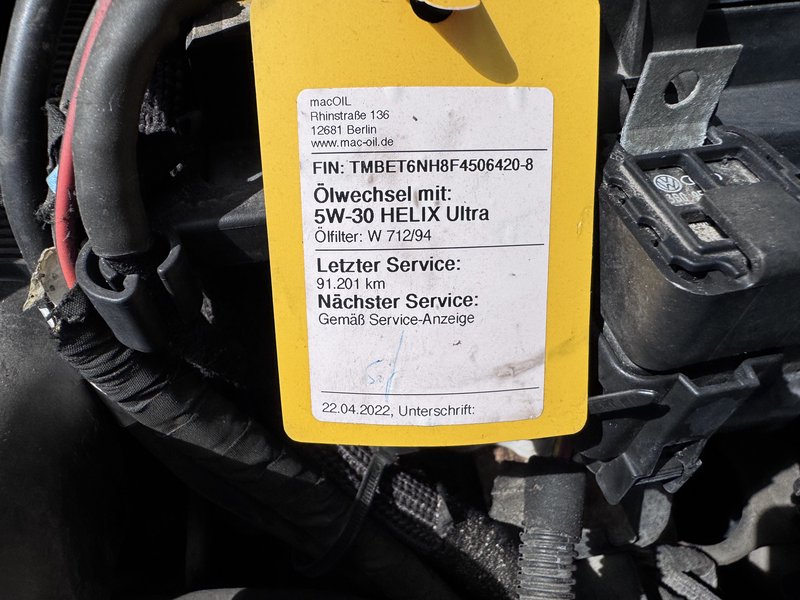 macOIL
Rhinstraße 136
12681 Berlin
www.mac-oil.de
FIN: TMBET6NH8F4506420-8
Ölwechsel mit:
5W-30 HELIX Ultra
Ölfilter: W 712/94
Letzter Service:
91.201 km
Nächster Service:
Gemäß Service-Anzeige
22.04.2022, Unterschrift: